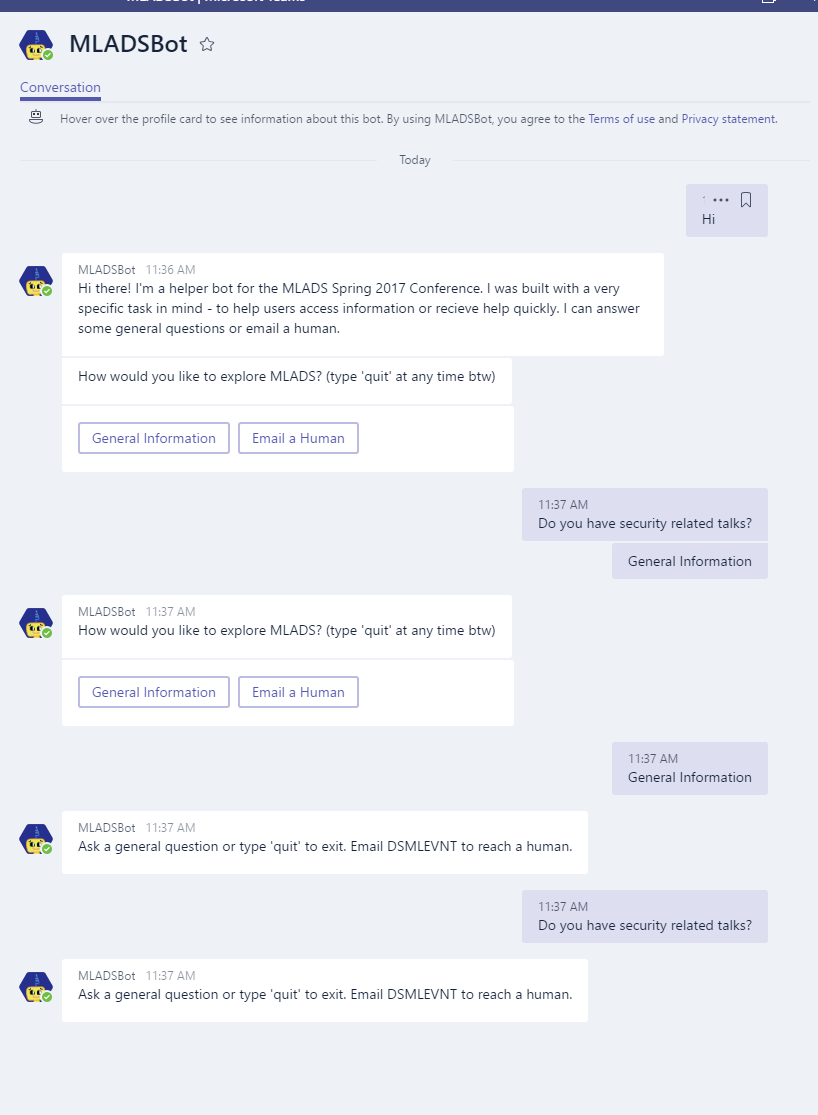 MLADSBot | Microsoft Teams
MLADSBot
Conversation
Hover over the profile card to see information about this bot. By using MLADSBot, you agree to the Terms of use and Privacy statement.
Today
Hi
MLADSBot 11:36 AM
Hi there! I'm a helper bot for the MLADS Spring 2017 Conference. I was built with a very
specific task in mind - to help users access information or recieve help quickly. I can answer
some general questions or email a human.
How would you like to explore MLADS? (type 'quit' at any time btw)
General Information Email a Human
11:37 AM
Do you have security related talks?
General Information
MLADSBot 11:37 AM
How would you like to explore MLADS? (type 'quit' at any time btw)
General Information Email a Human
11:37 AM
General Information
MLADSBot 11:37 AM
Ask a general question or type 'quit' to exit. Email DSMLEVNT to reach a human.
11:37 AM
Do you have security related talks?
MLADSBot 11:37 AM
Ask a general question or type 'quit' to exit. Email DSMLEVNT to reach a human.